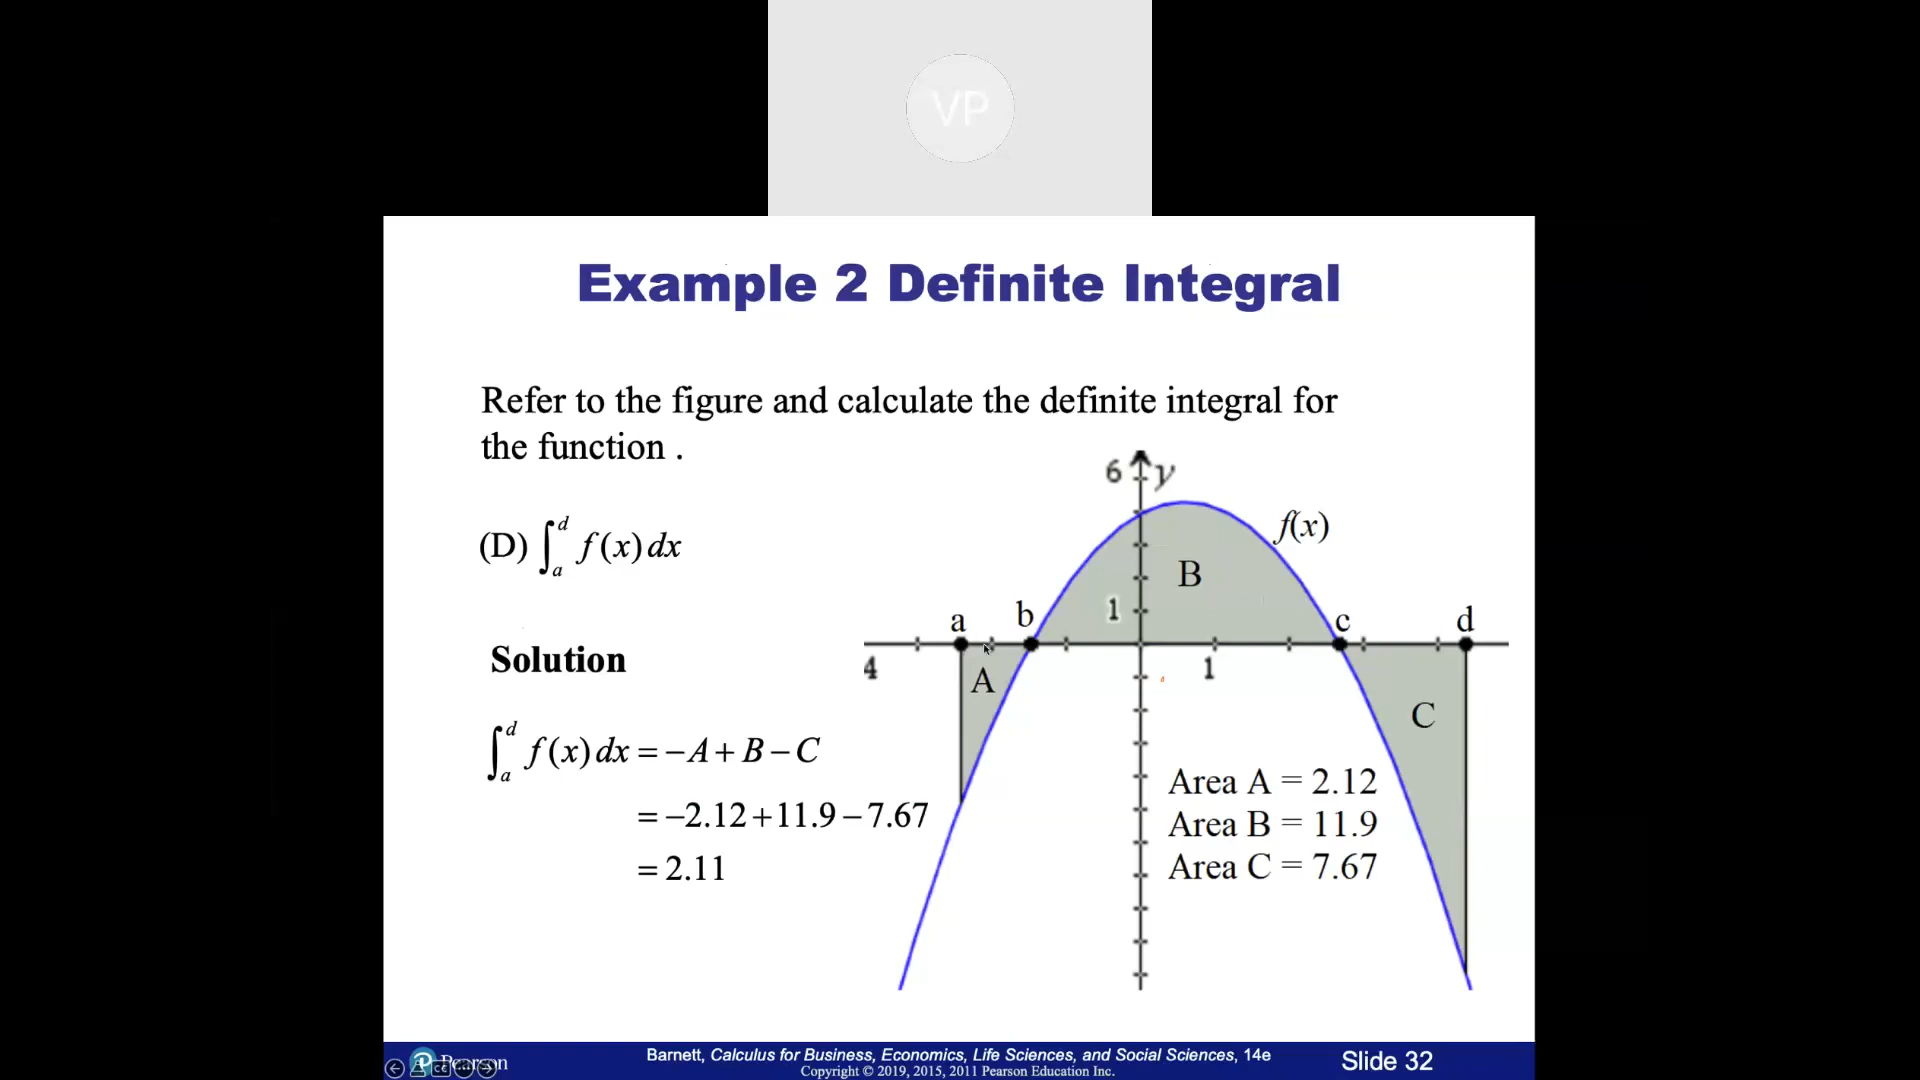 VP
Example 2 Definite Integral
Refer to the figure and calculate the definite integral for
the function .
(D) ∫_a^d f(x)dx
Solution
∫_a^d f(x)dx = −A+B−C
= −2.12+11.9−7.67
= 2.11
6 y
f(x)
B
a b 1 c d
4 A 1
C
Area A = 2.12
Area B = 11.9
Area C = 7.67
Pearson
Barnett, Calculus for Business, Economics, Life Sciences, and Social Sciences, 14e
Copyright © 2019, 2015, 2011 Pearson Education Inc.
Slide 32